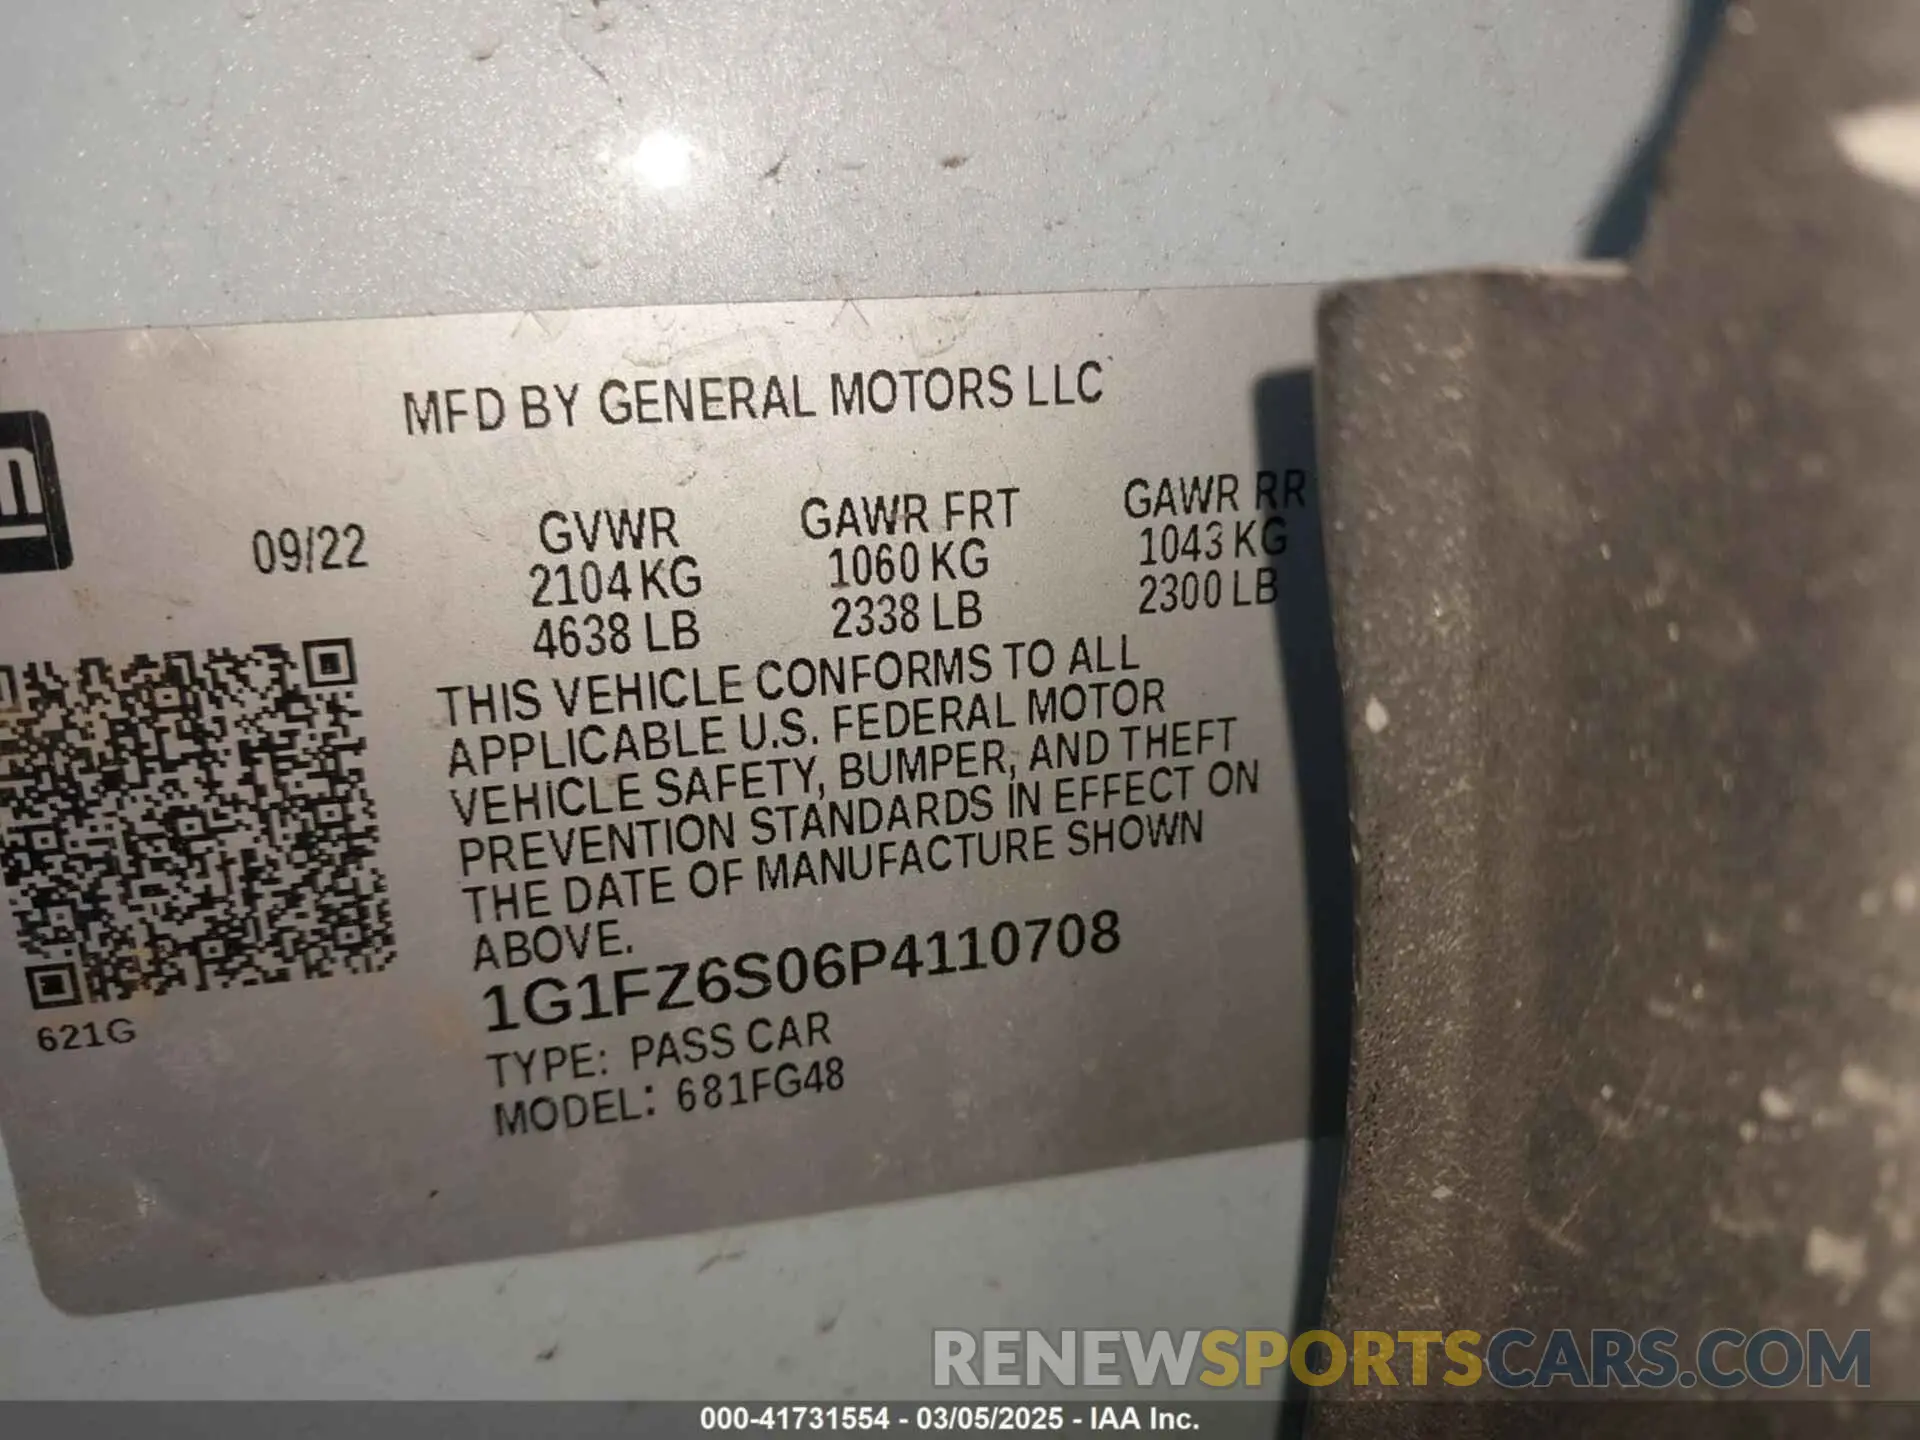 MFD BY GENERAL MOTORS LLC
09/22
GVWR GAWR FRT GAWR RR
2104 KG 1060 KG 1043 KG
4638 LB 2338 LB 2300 LB
THIS VEHICLE CONFORMS TO ALL
APPLICABLE U.S. FEDERAL MOTOR
VEHICLE SAFETY, BUMPER, AND THEFT
PREVENTION STANDARDS IN EFFECT ON
THE DATE OF MANUFACTURE SHOWN
ABOVE.
1G1FZ6S06P4110708
621G
TYPE: PASS CAR
MODEL: 681FG48
RENEWSPORTSCARS.COM
000-41731554 - 03/05/2025 - IAA Inc.